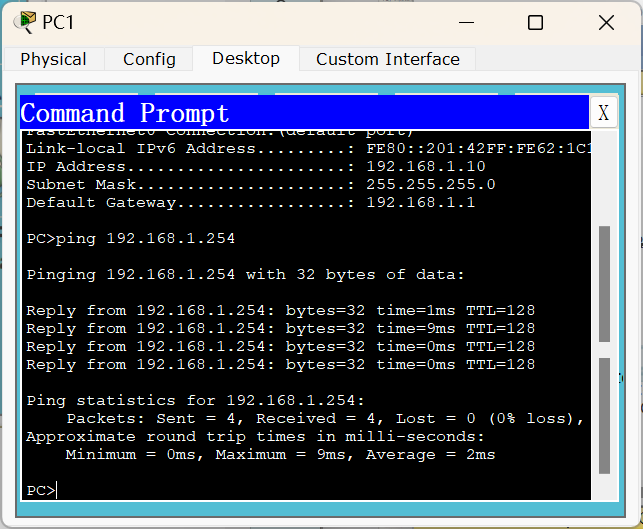 PC1
Physical Config Desktop Custom Interface
Command Prompt X
FastEthernet0 Connection:(default port)
Link-local IPv6 Address.........: FE80::201:42FF:FE62:1C1
IP Address......................: 192.168.1.10
Subnet Mask.....................: 255.255.255.0
Default Gateway.................: 192.168.1.1
PC>ping 192.168.1.254
Pinging 192.168.1.254 with 32 bytes of data:
Reply from 192.168.1.254: bytes=32 time=1ms TTL=128
Reply from 192.168.1.254: bytes=32 time=9ms TTL=128
Reply from 192.168.1.254: bytes=32 time=0ms TTL=128
Reply from 192.168.1.254: bytes=32 time=0ms TTL=128
Ping statistics for 192.168.1.254:
Packets: Sent = 4, Received = 4, Lost = 0 (0% loss),
Approximate round trip times in milli-seconds:
Minimum = 0ms, Maximum = 9ms, Average = 2ms
PC>